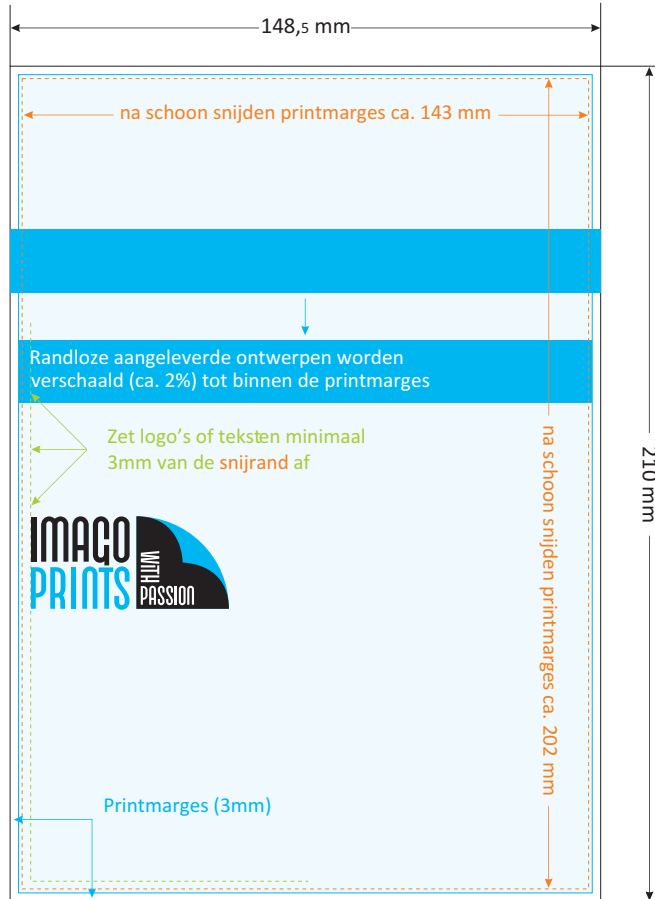 148,5 mm
na schoon snijden printmarges ca. 143 mm
Randloze aangeleverde ontwerpen worden
verschaald (ca. 2%) tot binnen de printmarges
Zet logo’s of teksten minimaal
3mm van de snijrand af
na schoon snijden printmarges ca. 202 mm
210 mm
IMAGO
PRINTS
WITH
PASSION
Printmarges (3mm)